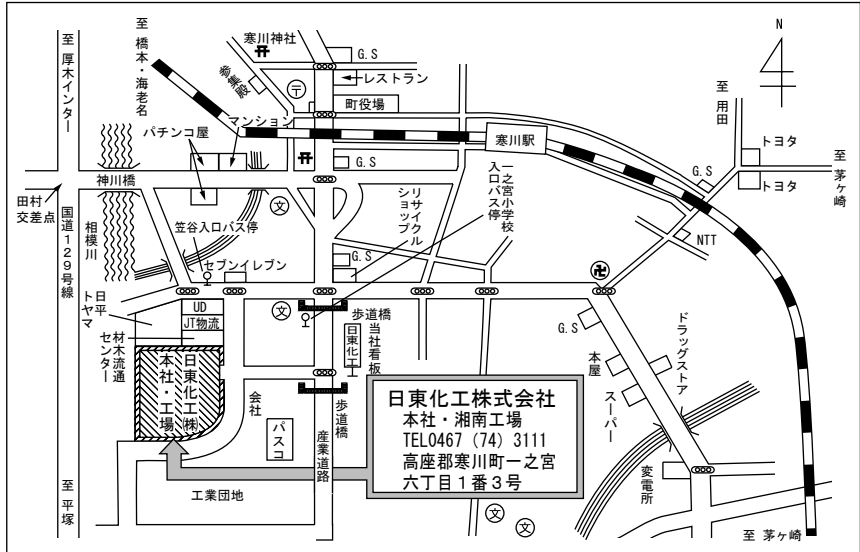 至 厚木インター
至 橋本・海老名
寒川神社
参集殿
〒
G.S
レストラン
町役場
N
至 用田
トヨタ
トヨタ
至 茅ヶ崎
マンション
パチンコ屋
寒川駅
G.S
G.S
神川橋
田村
交差点
国道129号線
相模川
文
笠谷入口バス停
セブンイレブン
リサイクル
ショップ
一之宮小学校
入口バス停
G.S
NTT
卍
日平
トヤマ
UD
JT物流
材木流通
センター
文
歩道橋
当社看板
日東化工
G.S
本屋
スーパー
ドラッグストア
日東化工㈱
本社・工場
会社
パスコ
歩道橋
産業道路
日東化工株式会社
本社・湘南工場
TEL0467 (74) 3111
高座郡寒川町一之宮
六丁目1番3号
変電所
至 平塚
工業団地
文
文
至 茅ヶ崎